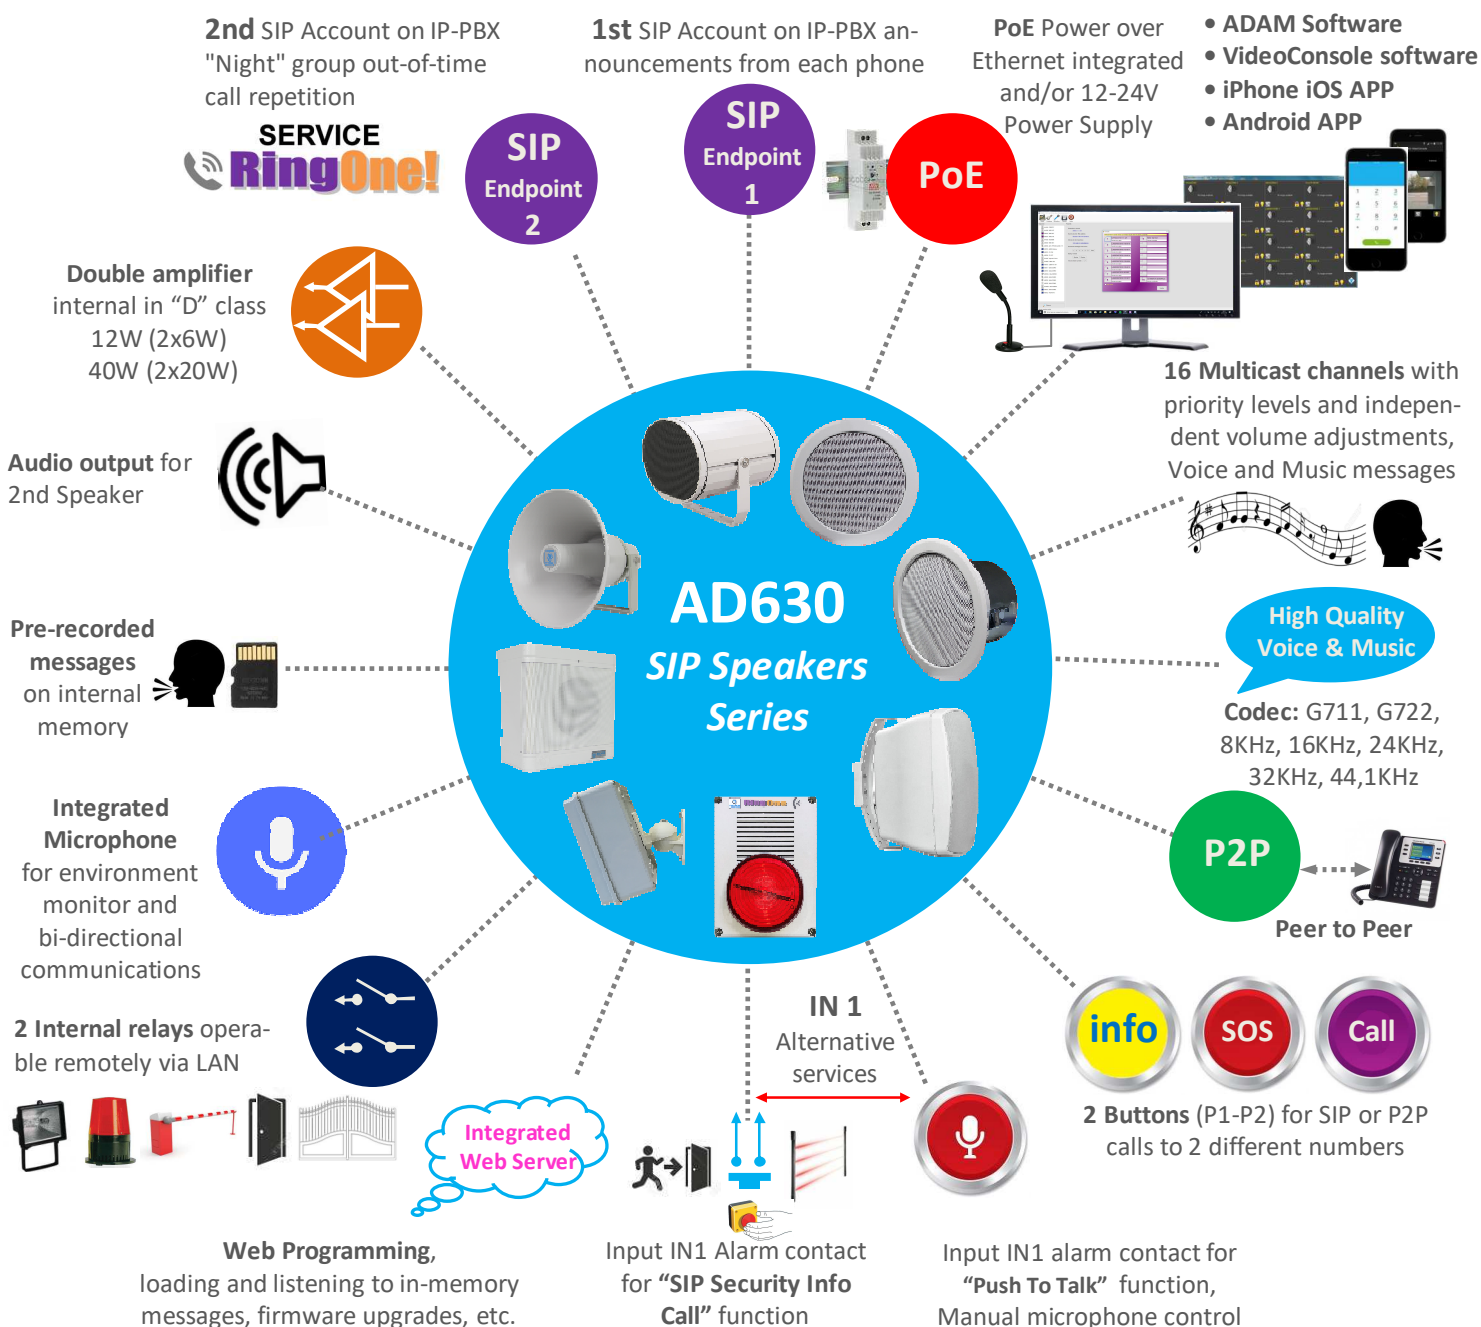 2nd SIP Account on IP-PBX
"Night" group out-of-time
call repetition
SERVICE
RingOne!
SIP
Endpoint
2
1st SIP Account on IP-PBX an-
nouncements from each phone
SIP
Endpoint
1
PoE Power over
Ethernet integrated
and/or 12-24V
Power Supply
PoE
• ADAM Software
• VideoConsole software
• iPhone iOS APP
• Android APP
Double amplifier
internal in “D” class
12W (2x6W)
40W (2x20W)
16 Multicast channels with
priority levels and indepen-
dent volume adjustments,
Voice and Music messages
Audio output for
2nd Speaker
AD630
SIP Speakers
Series
High Quality
Voice & Music
Codec: G711, G722,
8KHz, 16KHz, 24KHz,
32KHz, 44,1KHz
Pre-recorded
messages
on internal
memory
Integrated
Microphone
for environment
monitor and
bi-directional
communications
RingOne!
P2P
Peer to Peer
2 Internal relays opera-
ble remotely via LAN
IN 1
Alternative
services
info
SOS
Call
2 Buttons (P1-P2) for SIP or P2P
calls to 2 different numbers
Integrated
Web Server
Web Programming,
loading and listening to in-memory
messages, firmware upgrades, etc.
Input IN1 Alarm contact
for “SIP Security Info
Call” function
Input IN1 alarm contact for
“Push To Talk” function,
Manual microphone control